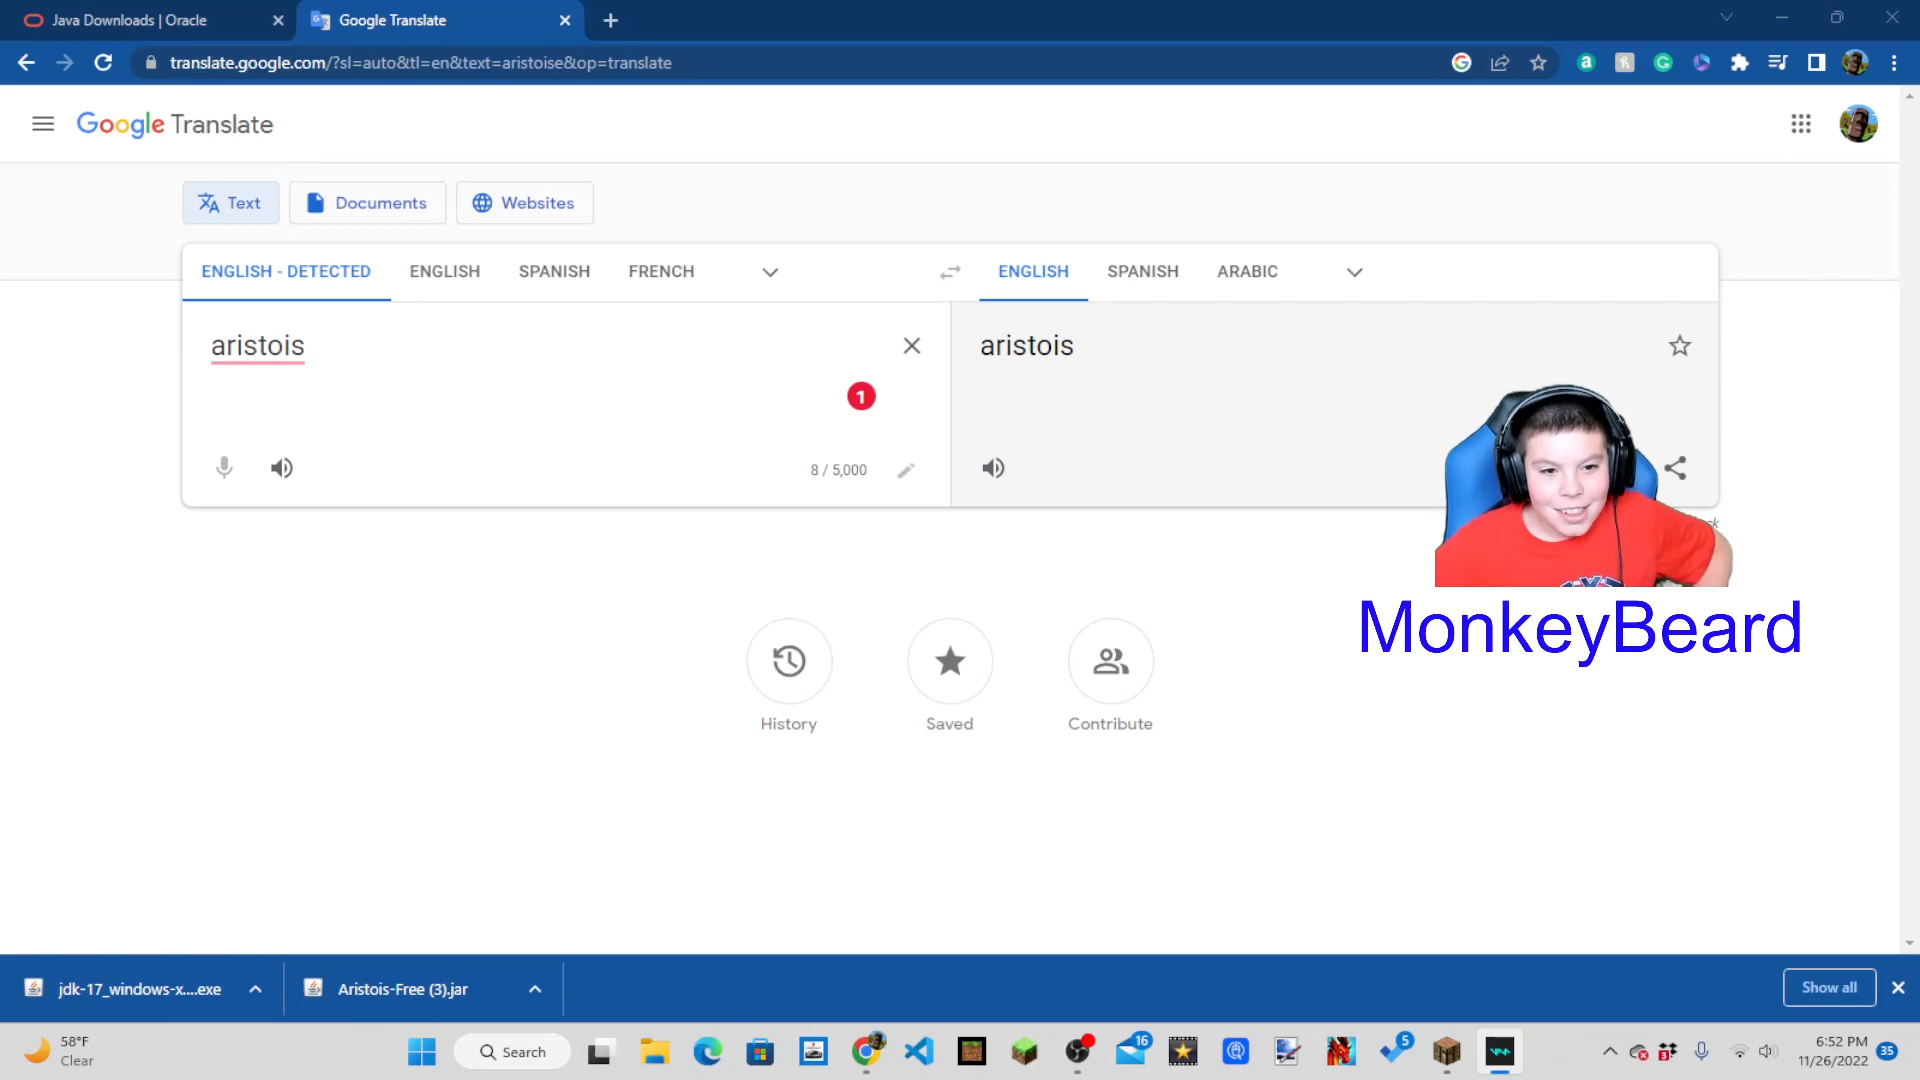 Java Downloads | Oracle
Google Translate
translate.google.com/?sl=auto&tl=en&text=aristoise&op=translate
Google Translate
Text
Documents
Websites
ENGLISH - DETECTED ENGLISH SPANISH FRENCH
ENGLISH SPANISH ARABIC
aristois
aristois
1
8 / 5,000
MonkeyBeard
History
Saved
Contribute
jdk-17_windows-x....exe
Aristois-Free (3).jar
Show all
58°F
Clear
Search
16
5
3
6:52 PM
11/26/2022
35